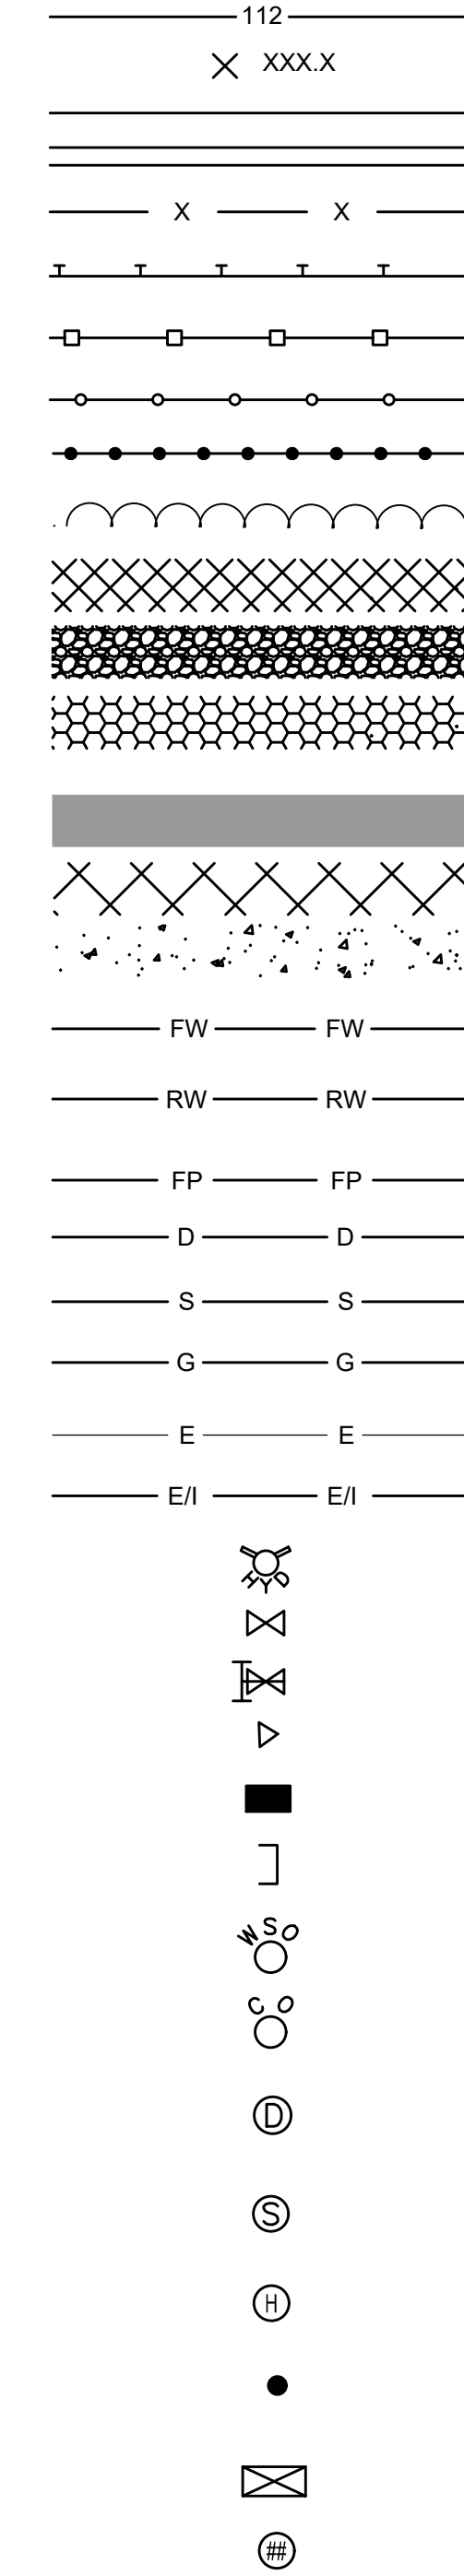 112
XXX.X
X X
FW FW
RW RW
FP FP
D D
S S
G G
E E
E/I E/I
HYD
WSO
CO
D
S
H
##